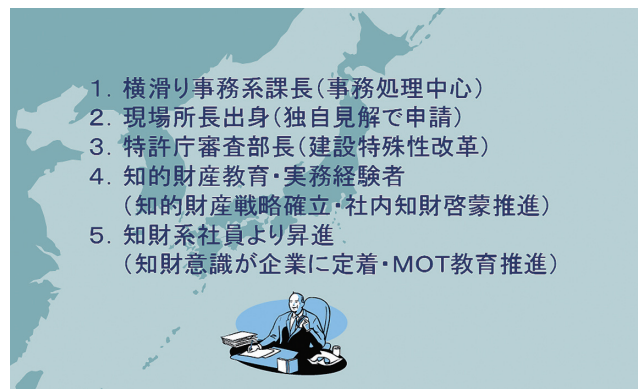 1. 横滑り事務系課長(事務処理中心)
2. 現場所長出身(独自見解で申請)
3. 特許庁審査部長(建設特殊性改革)
4. 知的財産教育・実務経験者
(知的財産戦略確立・社内知財啓蒙推進)
5. 知財系社員より昇進
(知財意識が企業に定着・MOT教育推進)